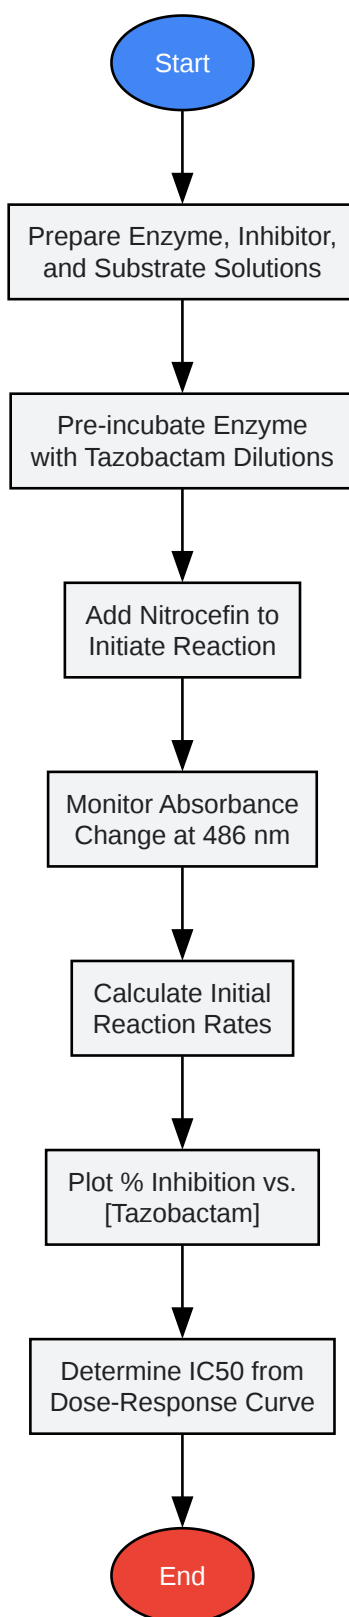 Start
Prepare Enzyme, Inhibitor,
and Substrate Solutions
Pre-incubate Enzyme
with Tazobactam Dilutions
Add Nitrocefin to
Initiate Reaction
Monitor Absorbance
Change at 486 nm
Calculate Initial
Reaction Rates
Plot % Inhibition vs.
[Tazobactam]
Determine IC50 from
Dose-Response Curve
End